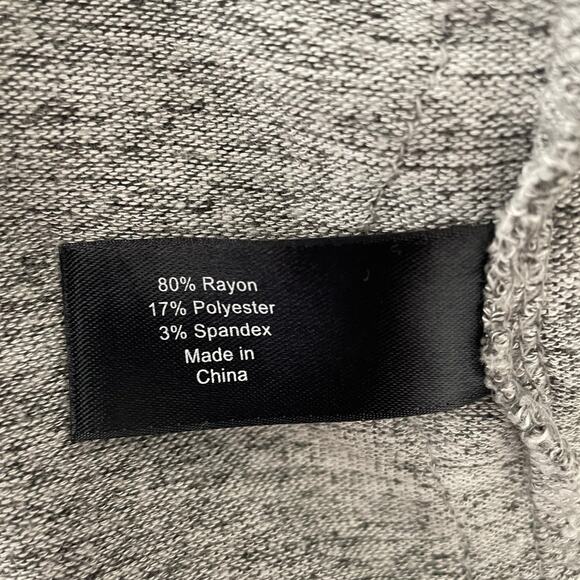 80% Rayon
17% Polyester
3% Spandex
Made in
China